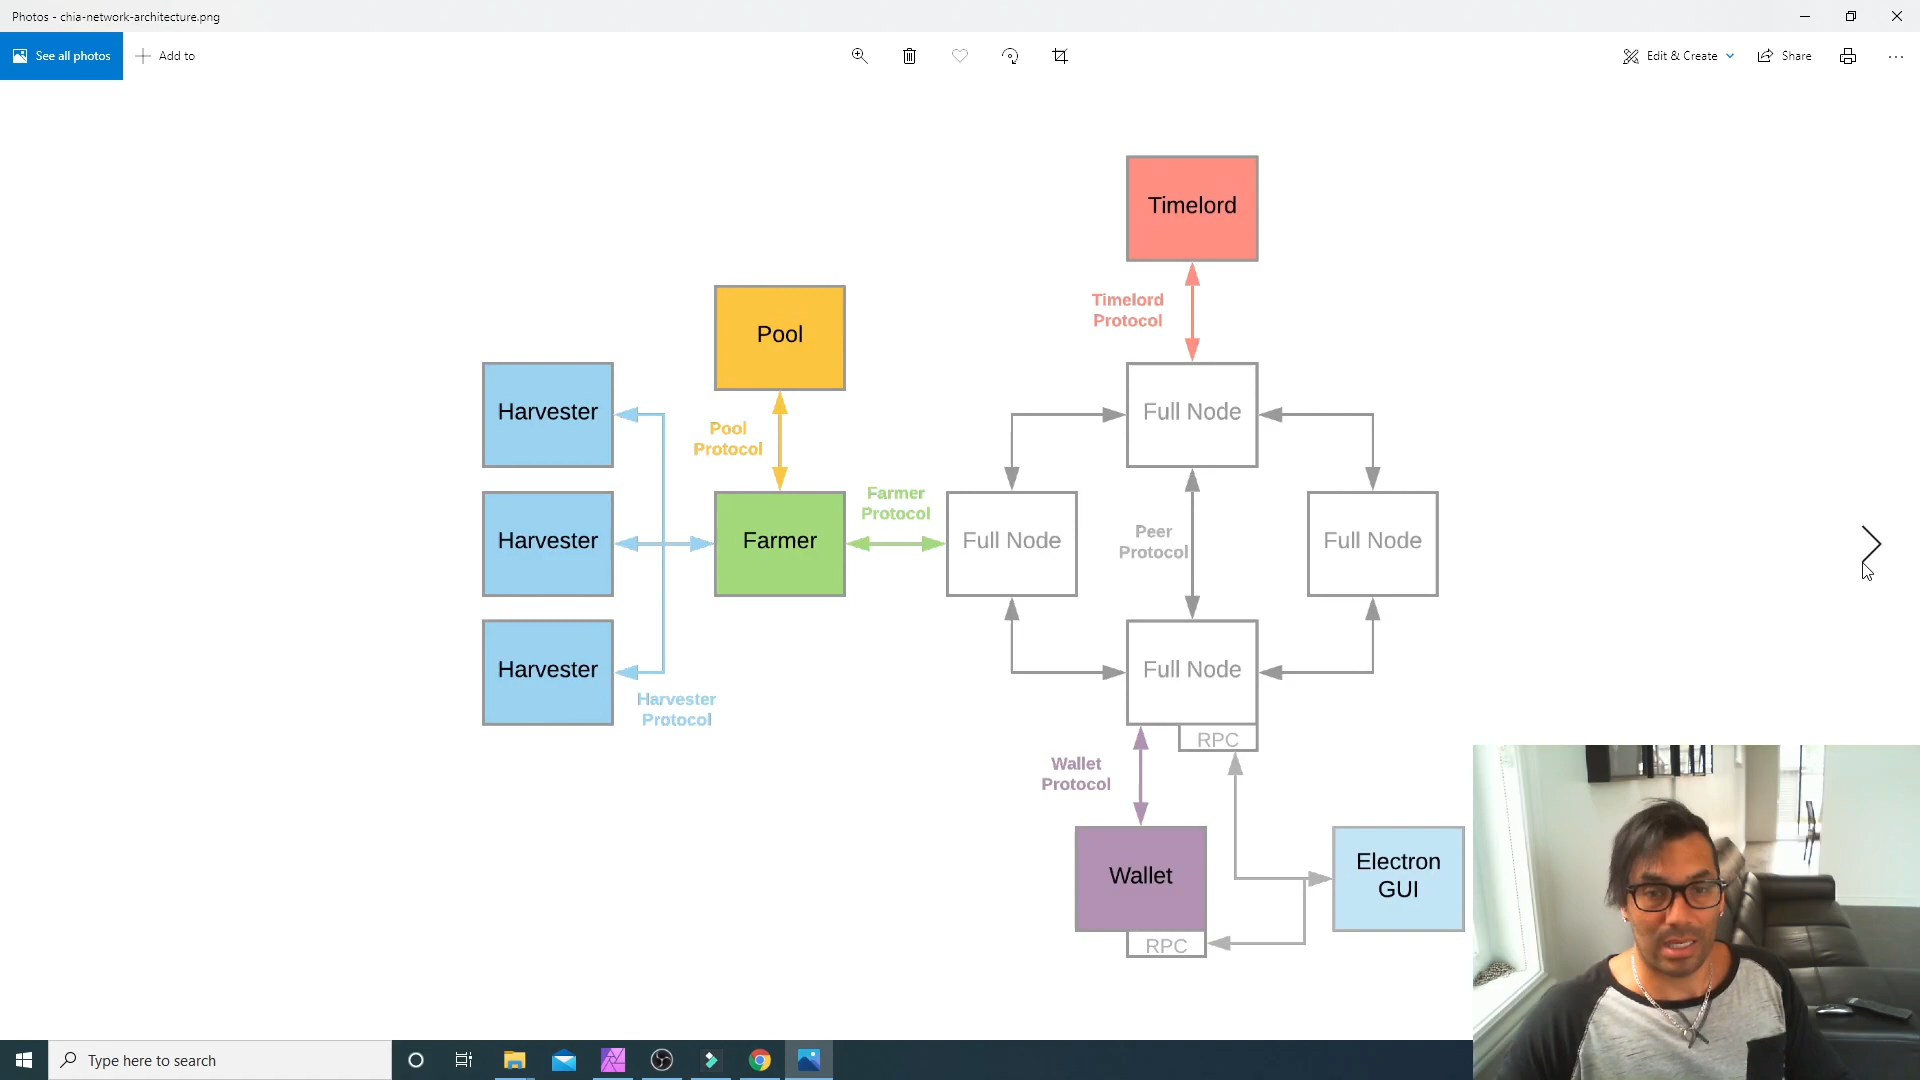 Photos - chia-network-architecture.png
See all photos
Add to
Edit & Create
Share
Timelord
Timelord
Protocol
Pool
Harvester
Full Node
Pool
Protocol
Farmer
Protocol
Harvester
Farmer
Full Node
Peer
Protocol
Full Node
Harvester
Full Node
Harvester
Protocol
RPC
Wallet
Protocol
Wallet
Electron
GUI
RPC
Type here to search